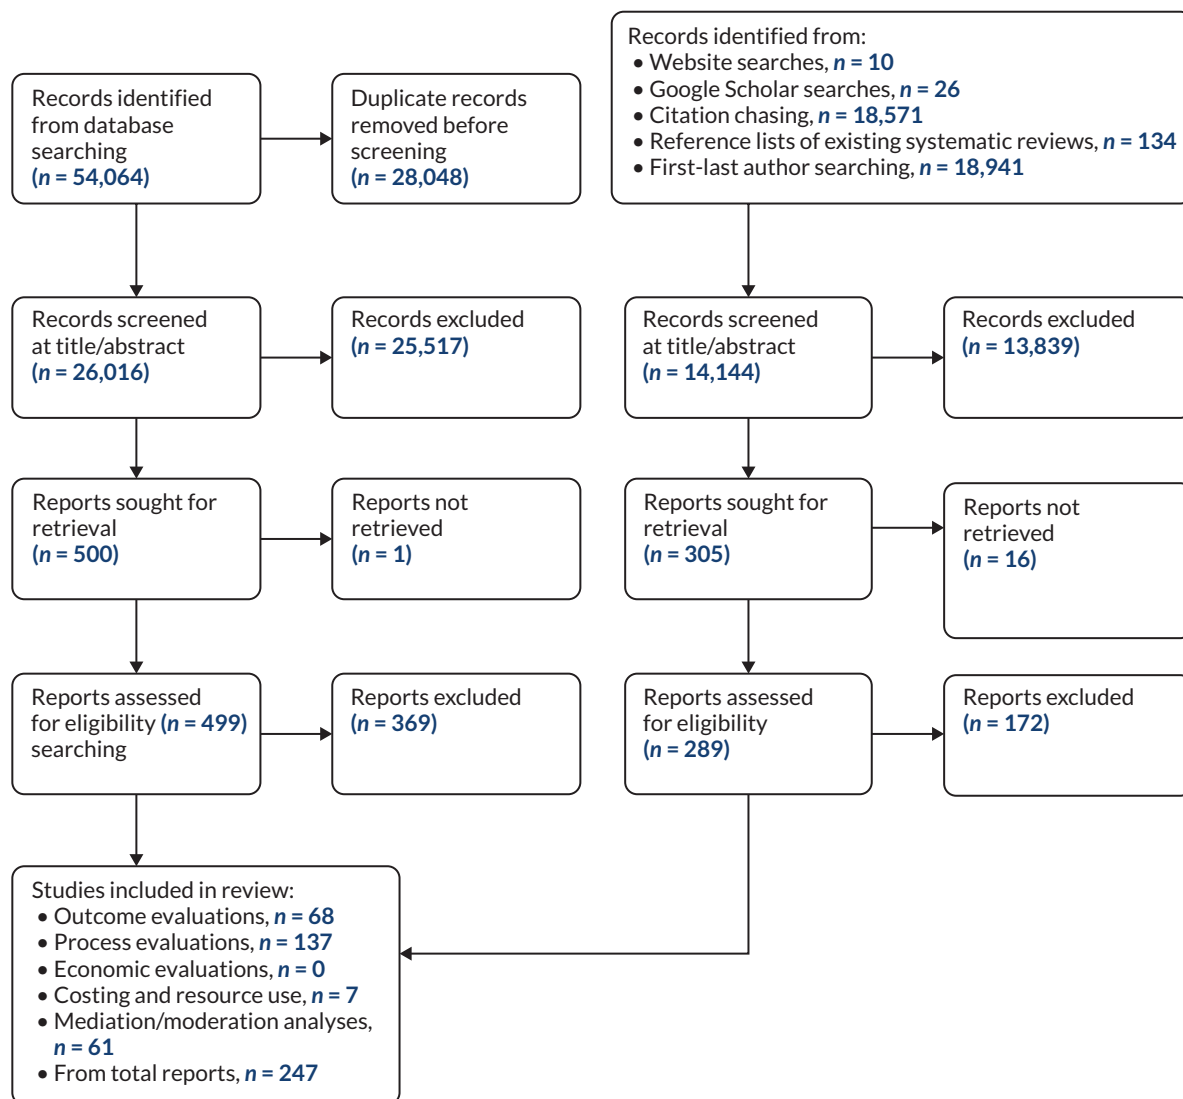 Records identified
from database
searching
(n = 54,064)
Duplicate records
removed before
screening
(n = 28,048)
Records identified from:
• Website searches, n = 10
• Google Scholar searches, n = 26
• Citation chasing, n = 18,571
• Reference lists of existing systematic reviews, n = 134
• First-last author searching, n = 18,941
Records screened
at title/abstract
(n = 26,016)
Records excluded
(n = 25,517)
Records screened
at title/abstract
(n = 14,144)
Records excluded
(n = 13,839)
Reports sought for
retrieval
(n = 500)
Reports not
retrieved
(n = 1)
Reports sought for
retrieval
(n = 305)
Reports not
retrieved
(n = 16)
Reports assessed
for eligibility (n = 499)
searching
Reports excluded
(n = 369)
Reports assessed
for eligibility
(n = 289)
Reports excluded
(n = 172)
Studies included in review:
• Outcome evaluations, n = 68
• Process evaluations, n = 137
• Economic evaluations, n = 0
• Costing and resource use, n = 7
• Mediation/moderation analyses,
n = 61
• From total reports, n = 247